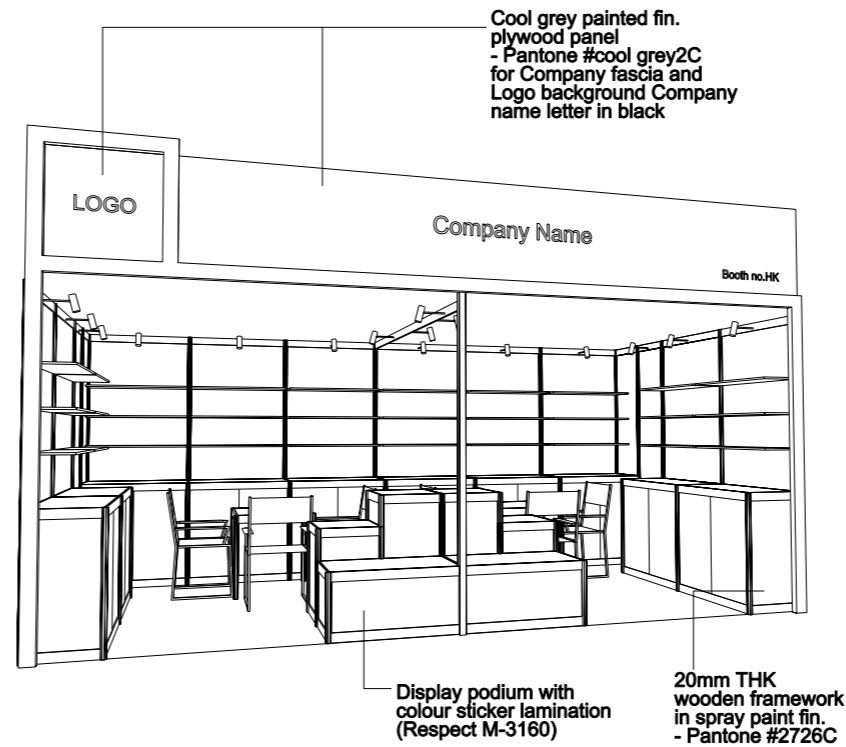 Cool grey painted fin.
plywood panel
- Pantone #cool grey2C
for Company fascia and
Logo background Company
name letter in black
LOGO
Company Name
Booth no.HK
Display podium with
colour sticker lamination
(Respect M-3160)
20mm THK
wooden framework
in spray paint fin.
- Pantone #2726C